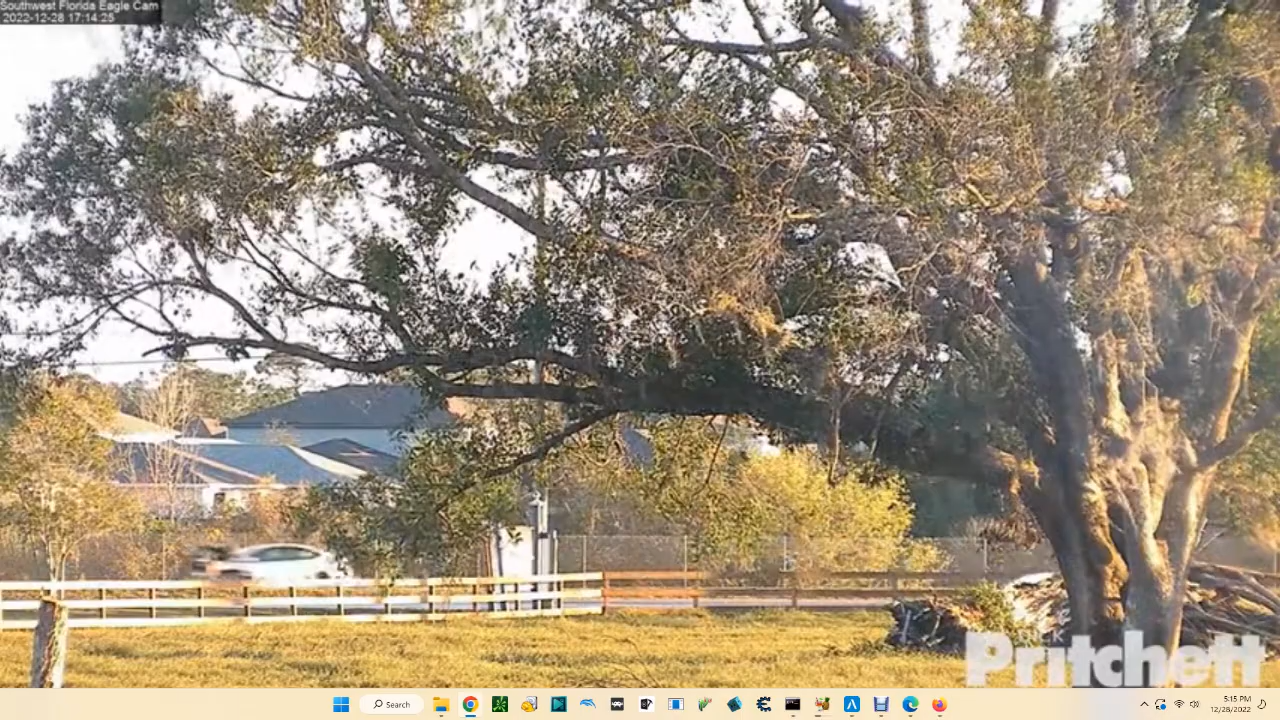 Southwest Florida Eagle Cam
2022-12-28 17:14:25
Pritchett
Search
5:15 PM
12/28/2022